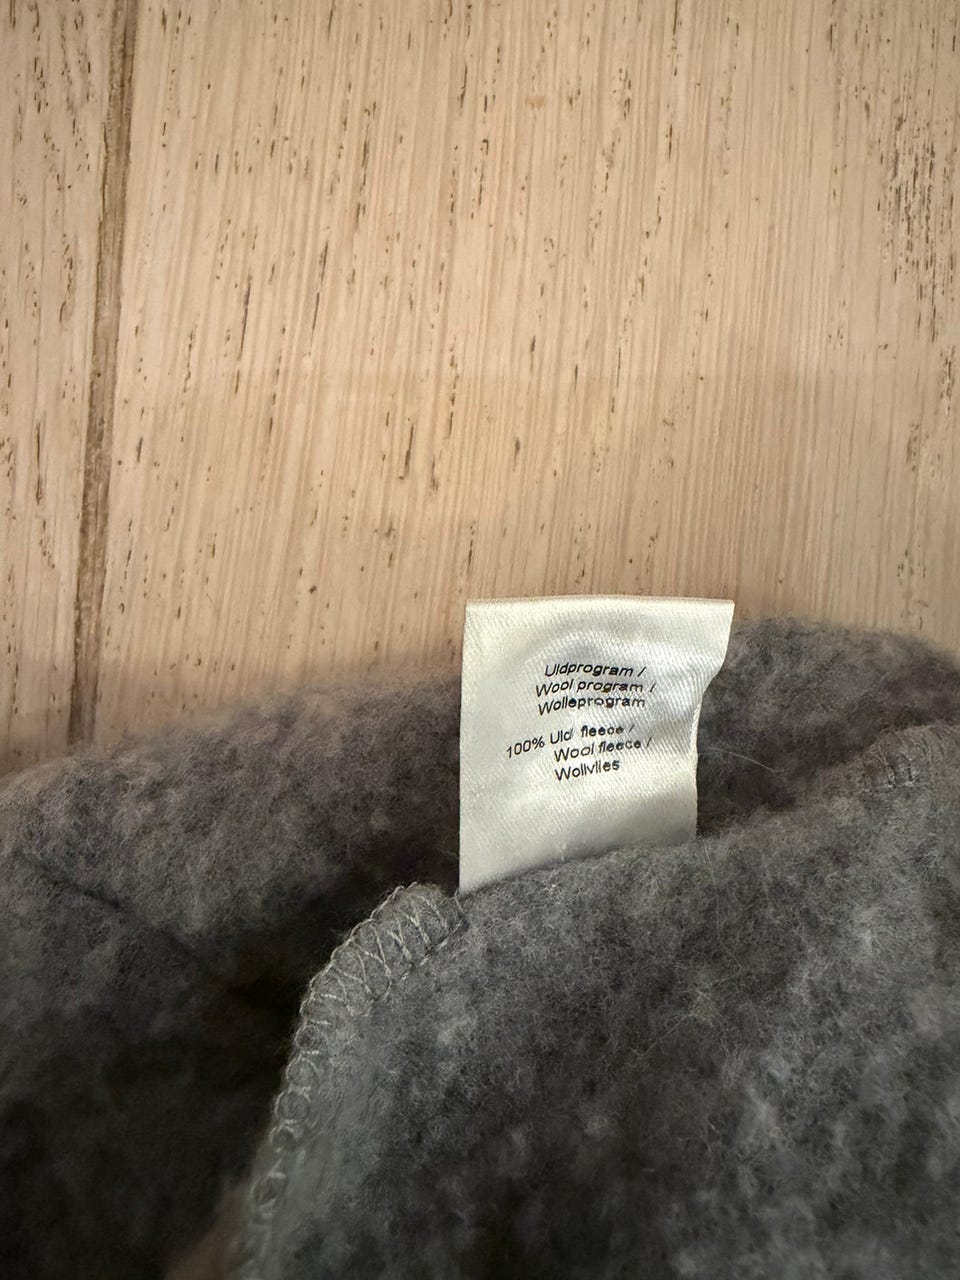 Uldprogram /
Wool program /
Wolleprogram
100% Uld fleece /
Wool fleece /
Wollvlies